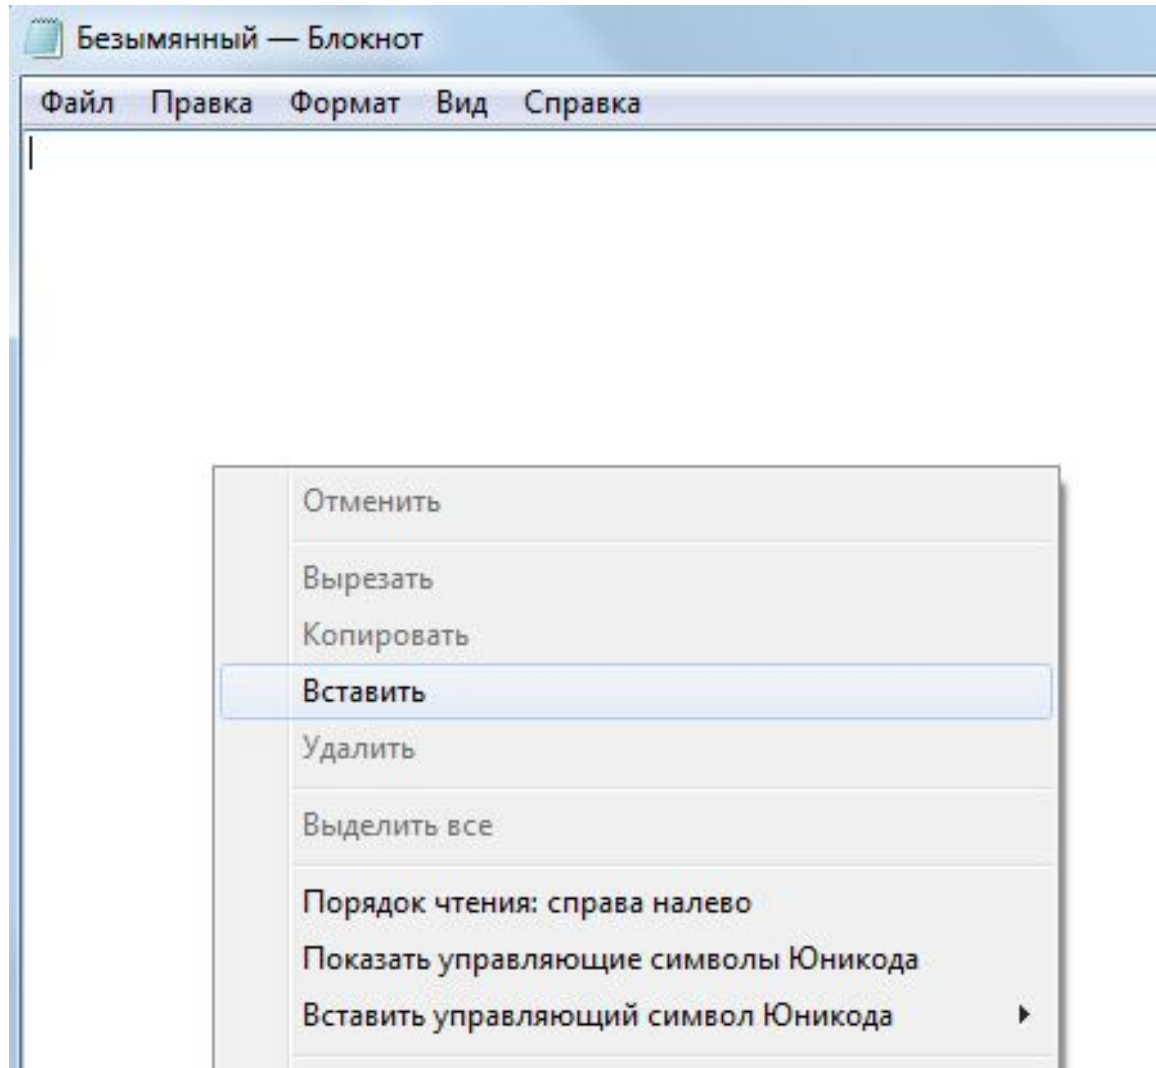 Безымянный — Блокнот
Файл Правка Формат Вид Справка
Отменить
Вырезать
Копировать
Вставить
Удалить
Выделить все
Порядок чтения: справа налево
Показать управляющие символы Юникода
Вставить управляющий символ Юникода